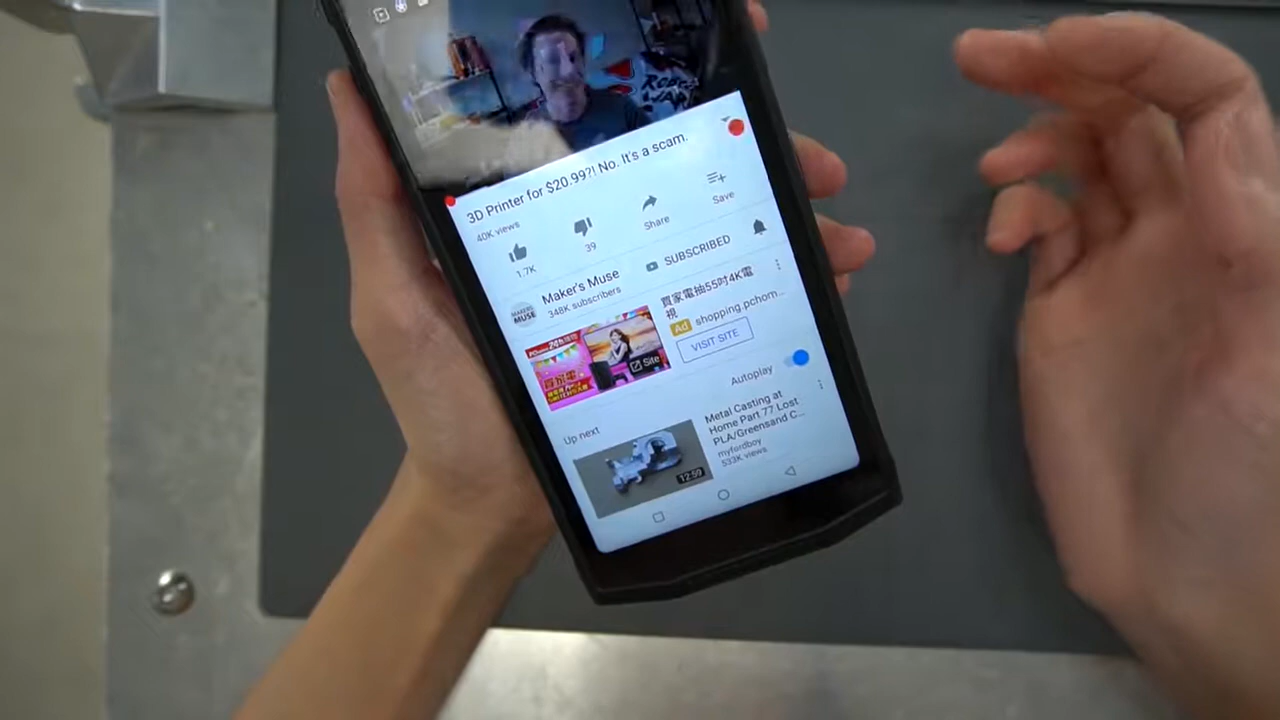 3D Printer for $20.99?! No. It's a scam.
40K views
1.7K
39
Share
Save
MAKER'S
MUSE
Maker's Muse
348K subscribers
SUBSCRIBED
買家電抽55吋4K電
視
Ad shopping.pchom...
VISIT SITE
Site
Autoplay
Up next
Metal Casting at
Home Part 77 Lost
PLA/Greensand C...
myfordboy
533K views
12:59